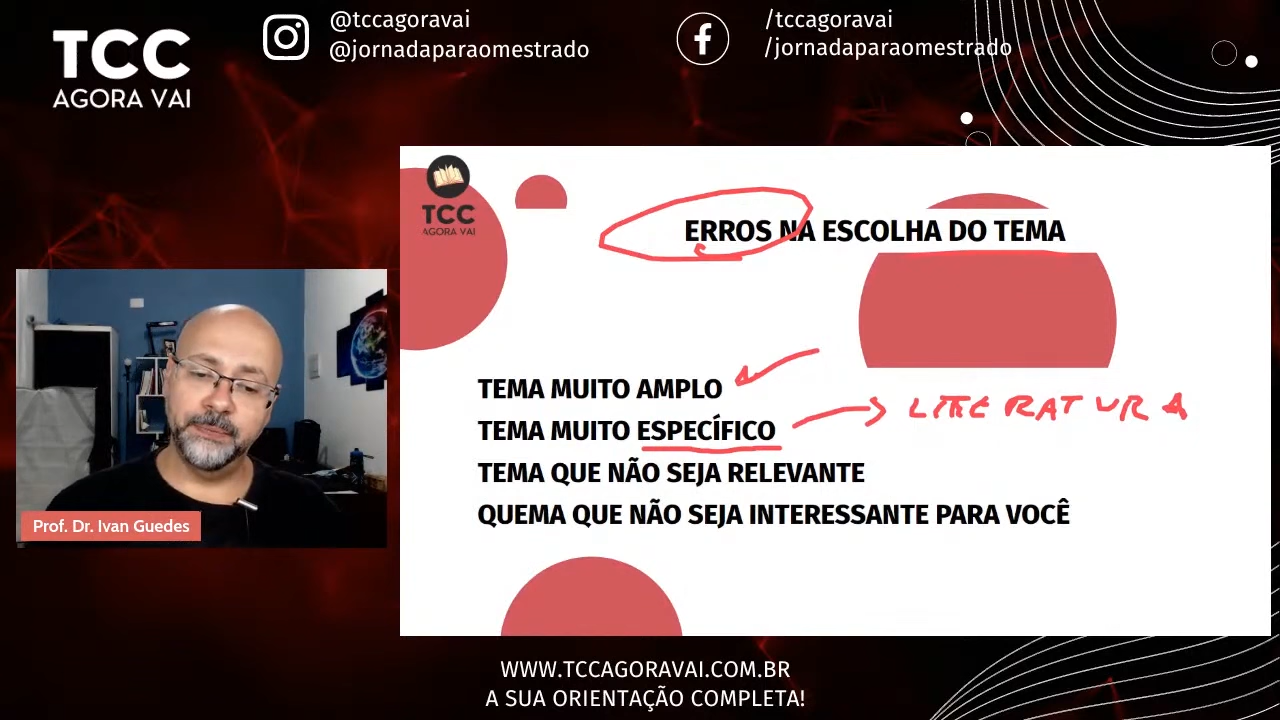 TCC
AGORA VAI
@tccagoravai
@jornadaparaomestrado
/tccagoravai
/jornadaparaomestrado
TCC
AGORA VAI
ERROS NA ESCOLHA DO TEMA
TEMA MUITO AMPLO
TEMA MUITO ESPECÍFICO
LITERATURA
TEMA QUE NÃO SEJA RELEVANTE
QUEMA QUE NÃO SEJA INTERESSANTE PARA VOCÊ
Prof. Dr. Ivan Guedes
WWW.TCCAGORAVAI.COM.BR
A SUA ORIENTAÇÃO COMPLETA!